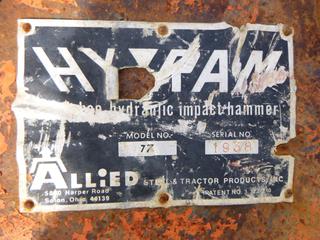 HY RAM
hydraulic impact hammer
MODEL NO. SERIAL NO.
77 1938
ALLiED STEEL & TRACTOR PRODUCTS, INC.
5800 Harper Road
Solon, Ohio 44139
PATENT NO.